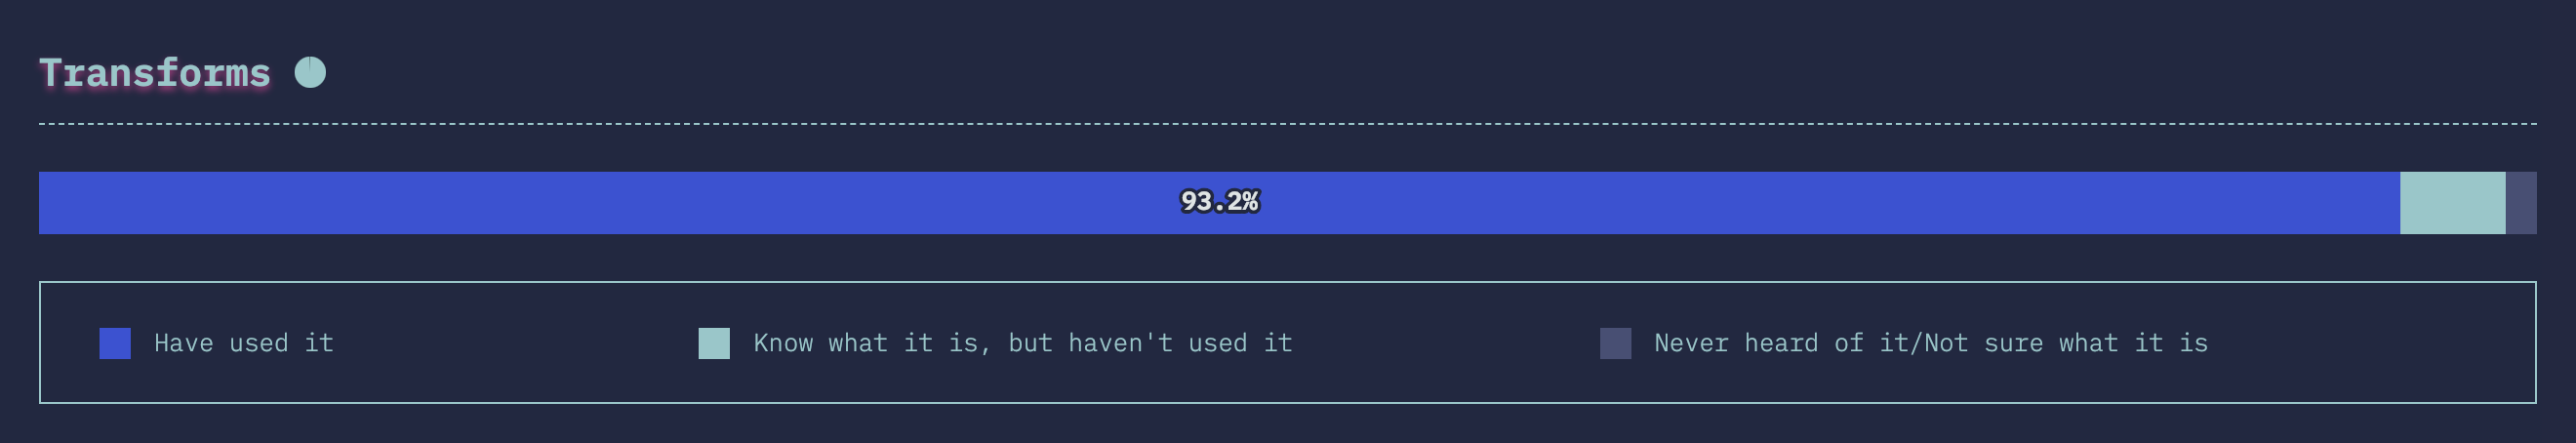 Transforms
93.2%
Have used it
Know what it is, but haven't used it
Never heard of it/Not sure what it is